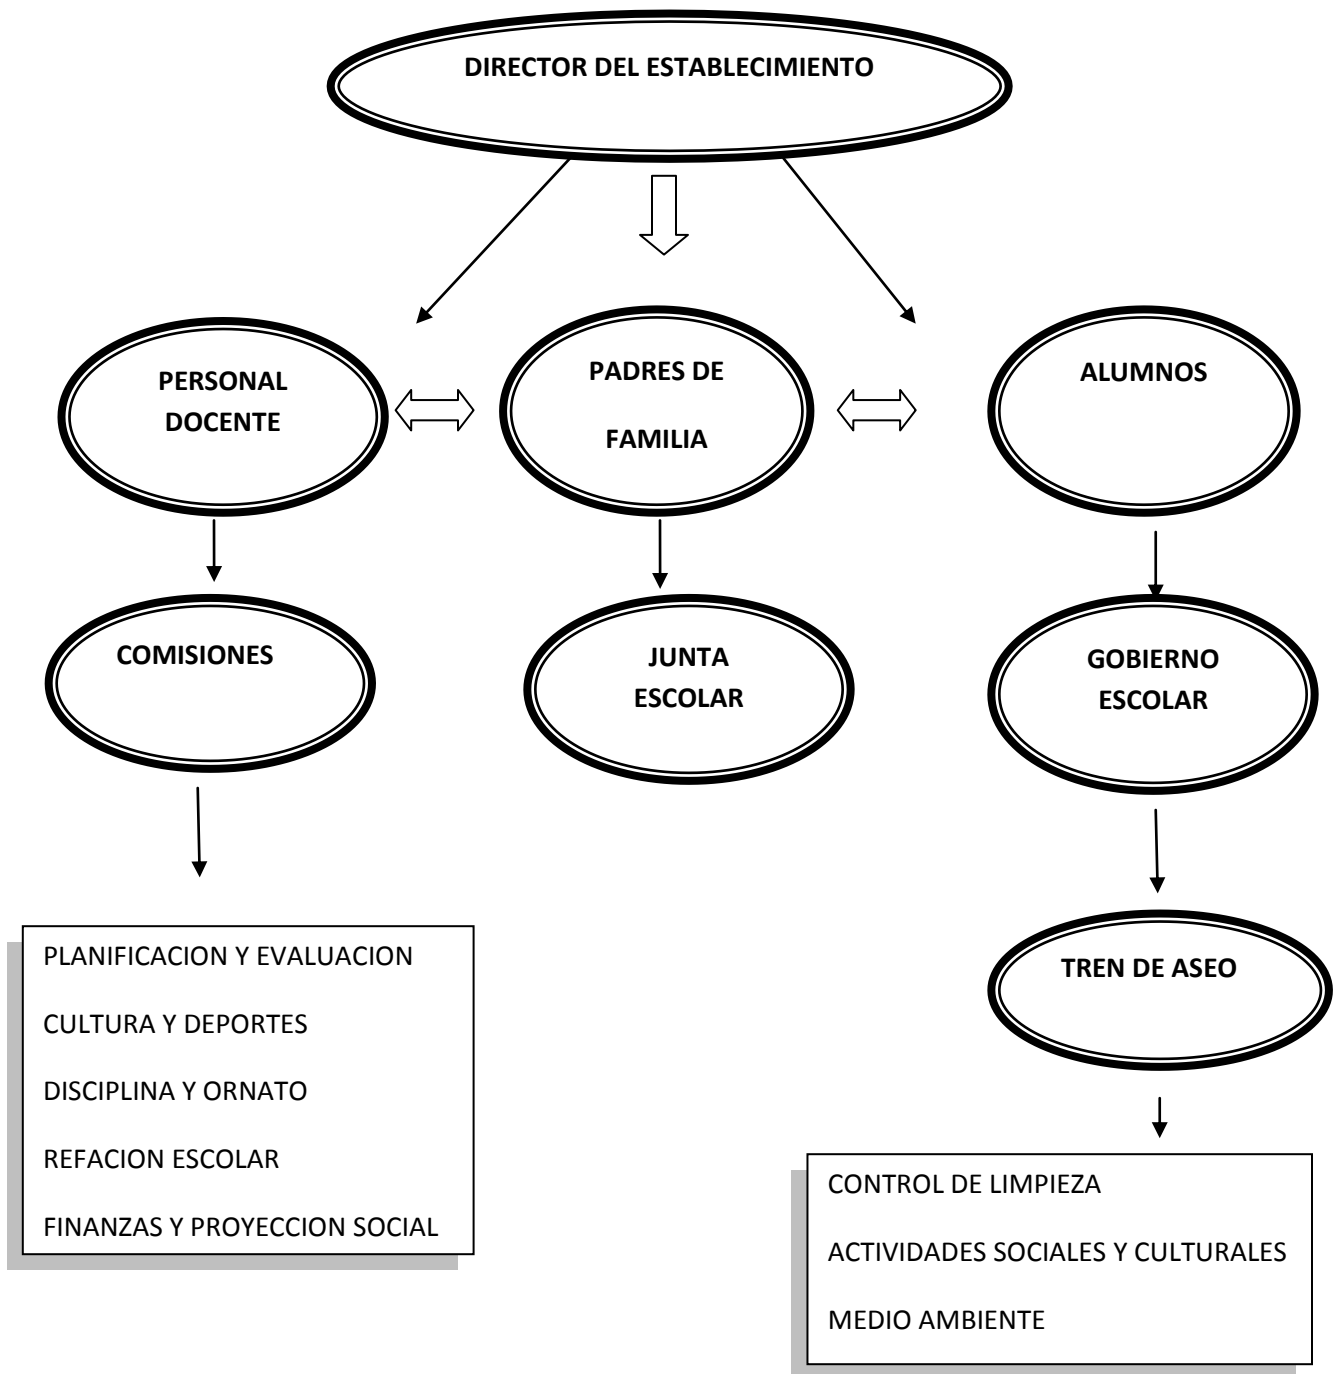 DIRECTOR DEL ESTABLECIMIENTO
PERSONAL
DOCENTE
PADRES DE
FAMILIA
ALUMNOS
COMISIONES
JUNTA
ESCOLAR
GOBIERNO
ESCOLAR
PLANIFICACION Y EVALUACION
CULTURA Y DEPORTES
DISCIPLINA Y ORNATO
REFACION ESCOLAR
FINANZAS Y PROYECCION SOCIAL
TREN DE ASEO
CONTROL DE LIMPIEZA
ACTIVIDADES SOCIALES Y CULTURALES
MEDIO AMBIENTE